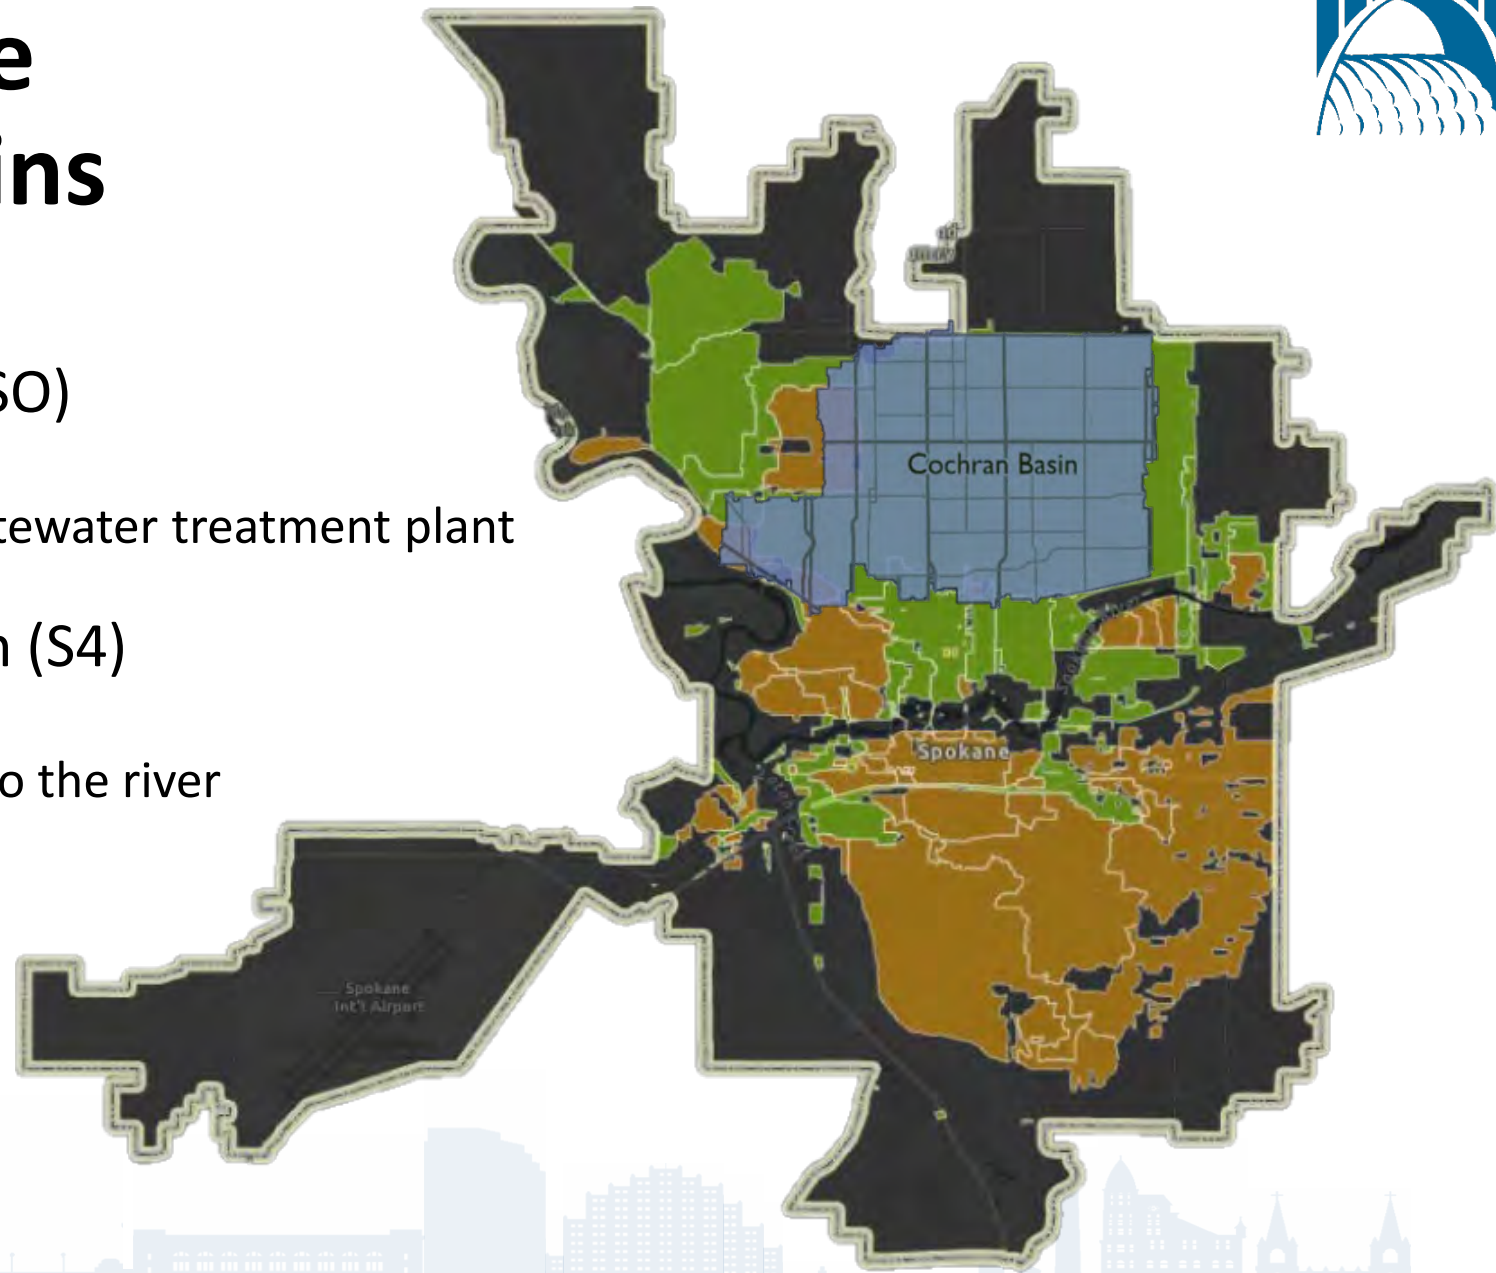 e
ins
SO)
tewater treatment plant
n (S4)
o the river
Cochran Basin
Spokane
Spokane
Int'l Airport